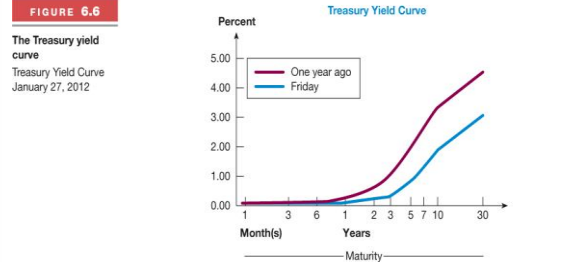 FIGURE 6.6
The Treasury yield
curve
Treasury Yield Curve
January 27, 2012
Treasury Yield Curve
Percent
5.00
4.00
3.00
2.00
1.00
0.00
One year ago
Friday
1 3 6 1 2 3 5 7 10 30
Month(s) Years
Maturity